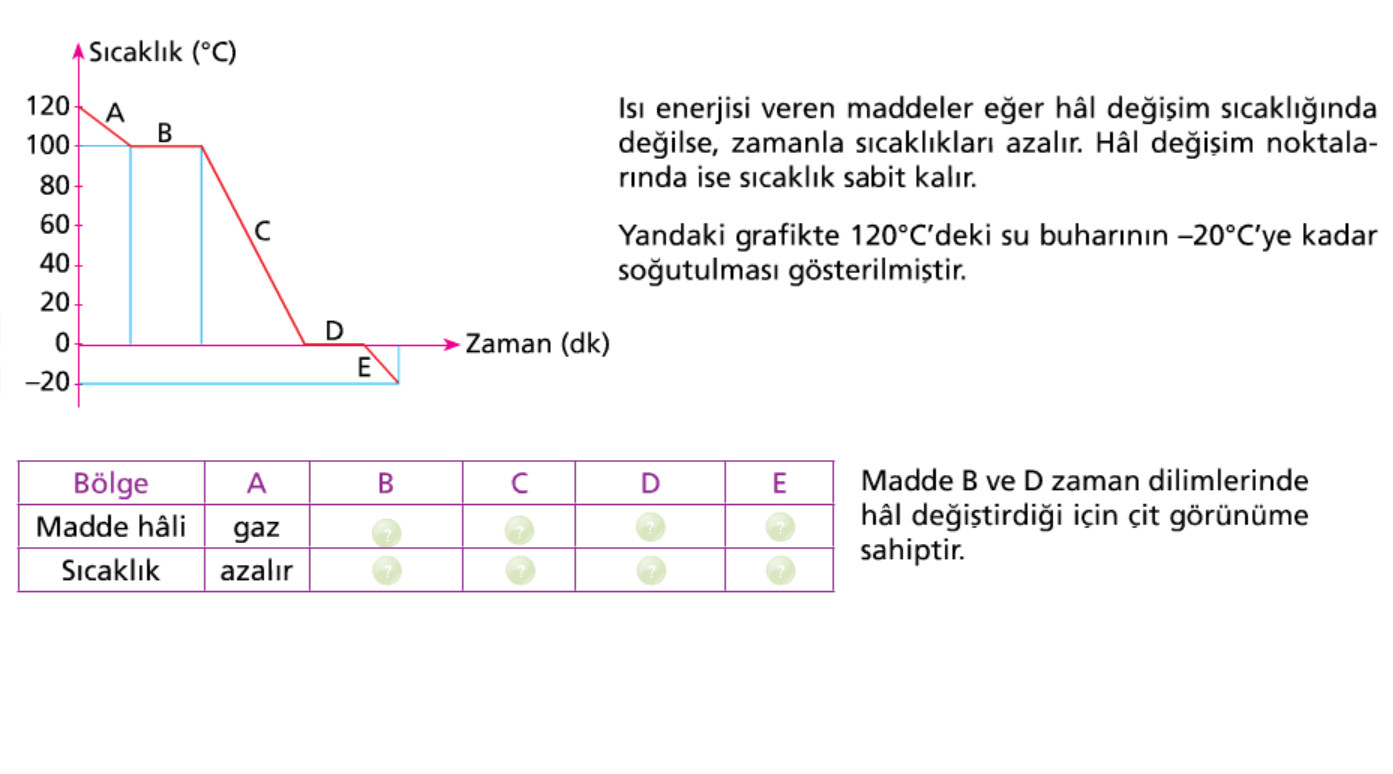 Sıcaklık (°C)
120
100
80
60
40
20
0
–20
A
B
C
D
E
Zaman (dk)
Isı enerjisi veren maddeler eğer hâl değişim sıcaklığında
değilse, zamanla sıcaklıkları azalır. Hâl değişim noktala-
rında ise sıcaklık sabit kalır.
Yandaki grafikte 120°C’deki su buharının –20°C’ye kadar
soğutulması gösterilmiştir.
Bölge A B C D E
Madde hâli gaz ? ? ? ?
Sıcaklık azalır ? ? ? ?
Madde B ve D zaman dilimlerinde
hâl değiştirdiği için çit görünüme
sahiptir.